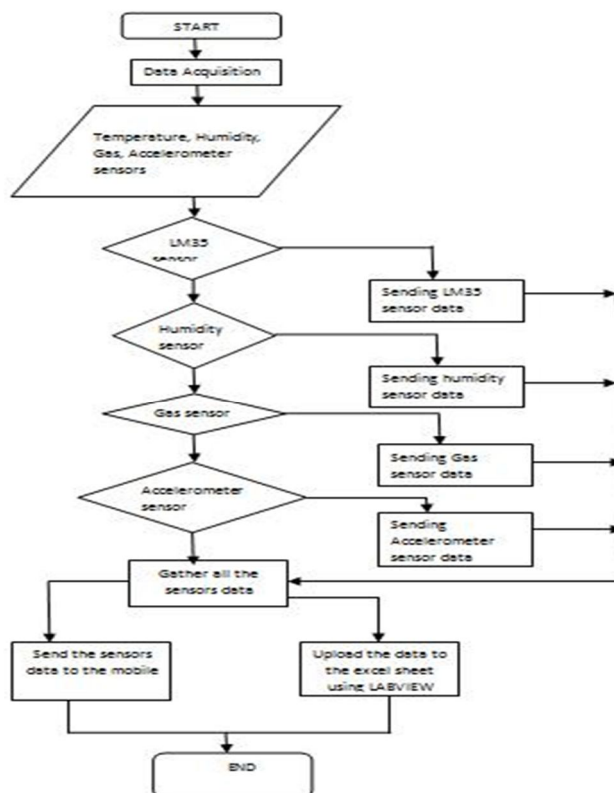 START
Data Acquisition
Temperature, Humidity,
Gas, Accelerometer
sensors
LM35
sensor
Sending LM35
sensor data
Humidity
sensor
Sending humidity
sensor data
Gas sensor
Sending Gas
sensor data
Accelerometer
sensor
Sending
Accelerometer
sensor data
Gather all the
sensors data
Send the sensors
data to the mobile
Upload the data to
the excel sheet
using LABVIEW
END